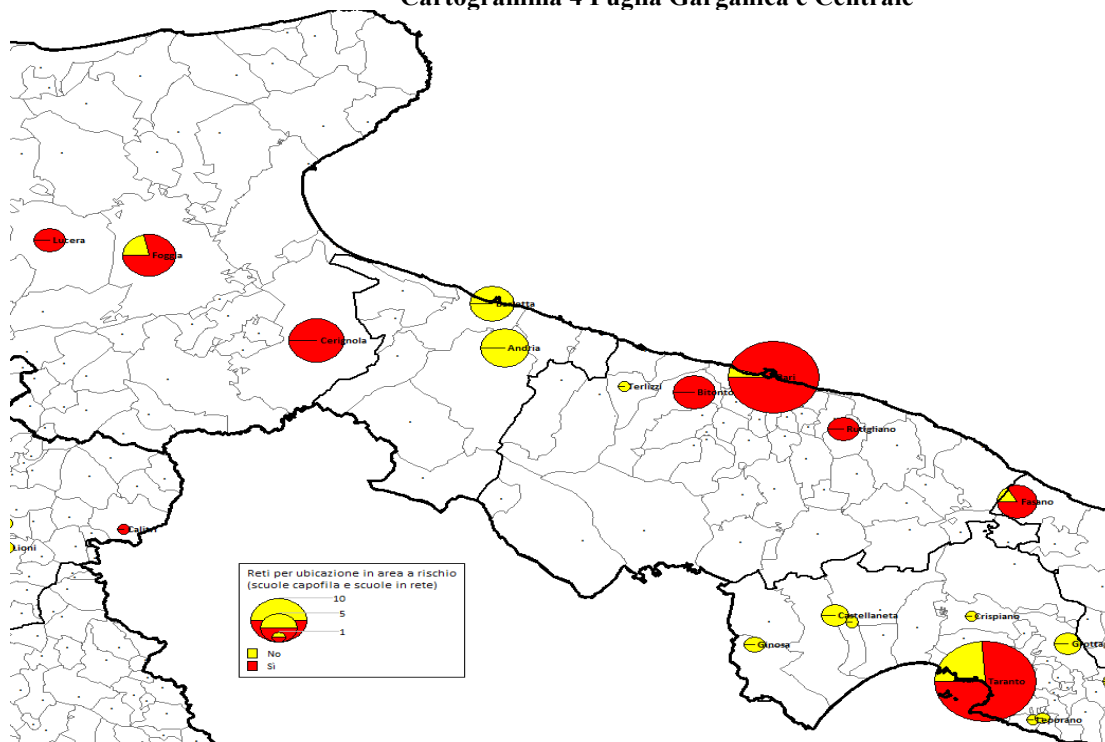 Cartogramma 4 Puglia Garganica e Centrale
Lucera
Foggia
Cerignola
Barletta
Andria
Terlizzi
Bitonto
Bari
Rutigliano
Fasano
Calitri
Lioni
Castellaneta
Ginosa
Crispiano
Grottag
Taranto
Leporano
Reti per ubicazione in area a rischio
(scuole capofila e scuole in rete)
10
5
1
No
Sì